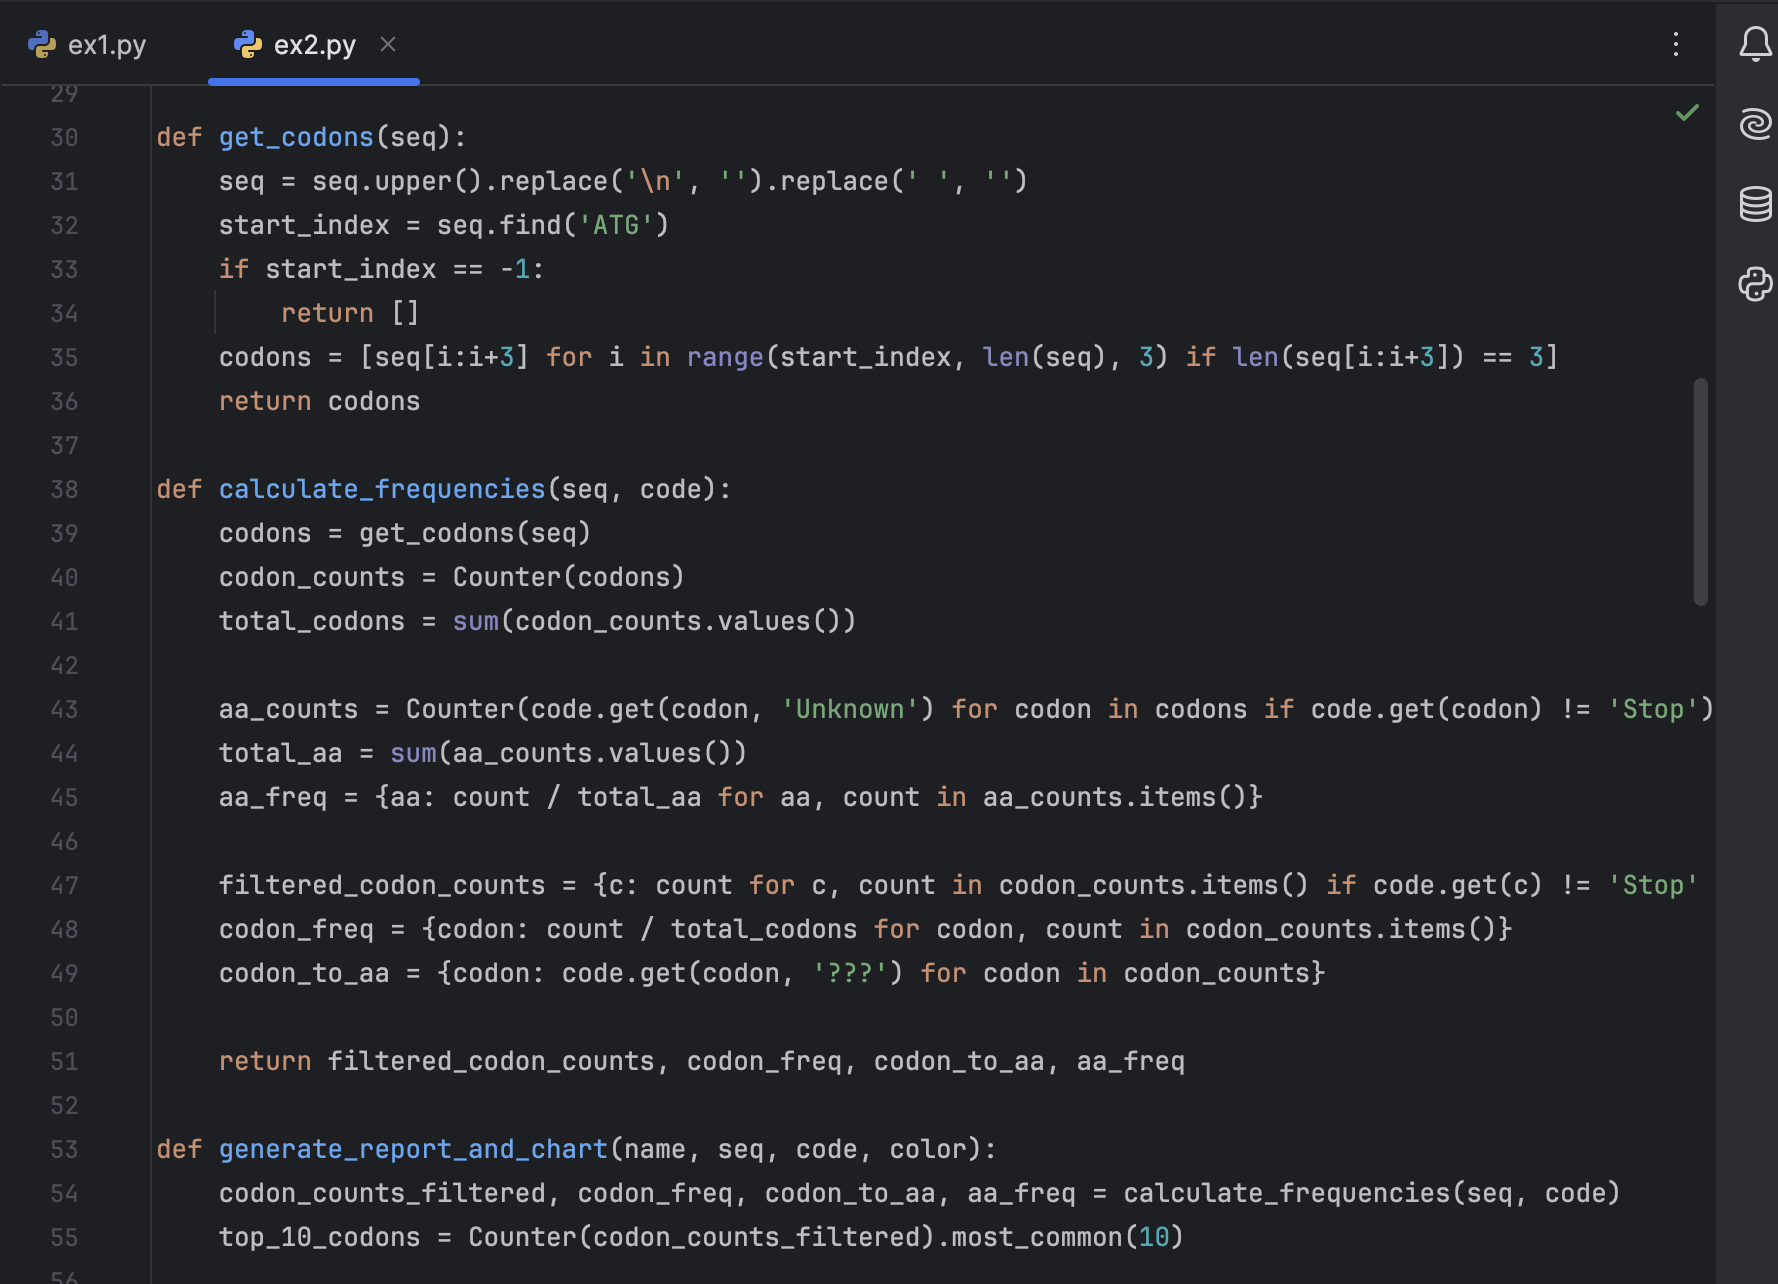 ex1.py
ex2.py
29
30 def get_codons(seq):
31     seq = seq.upper().replace('\n', '').replace(' ', '')
32     start_index = seq.find('ATG')
33     if start_index == -1:
34         return []
35     codons = [seq[i:i+3] for i in range(start_index, len(seq), 3) if len(seq[i:i+3]) == 3]
36     return codons
37
38 def calculate_frequencies(seq, code):
39     codons = get_codons(seq)
40     codon_counts = Counter(codons)
41     total_codons = sum(codon_counts.values())
42
43     aa_counts = Counter(code.get(codon, 'Unknown') for codon in codons if code.get(codon) != 'Stop')
44     total_aa = sum(aa_counts.values())
45     aa_freq = {aa: count / total_aa for aa, count in aa_counts.items()}
46
47     filtered_codon_counts = {c: count for c, count in codon_counts.items() if code.get(c) != 'Stop'
48     codon_freq = {codon: count / total_codons for codon, count in codon_counts.items()}
49     codon_to_aa = {codon: code.get(codon, '???') for codon in codon_counts}
50
51     return filtered_codon_counts, codon_freq, codon_to_aa, aa_freq
52
53 def generate_report_and_chart(name, seq, code, color):
54     codon_counts_filtered, codon_freq, codon_to_aa, aa_freq = calculate_frequencies(seq, code)
55     top_10_codons = Counter(codon_counts_filtered).most_common(10)
56